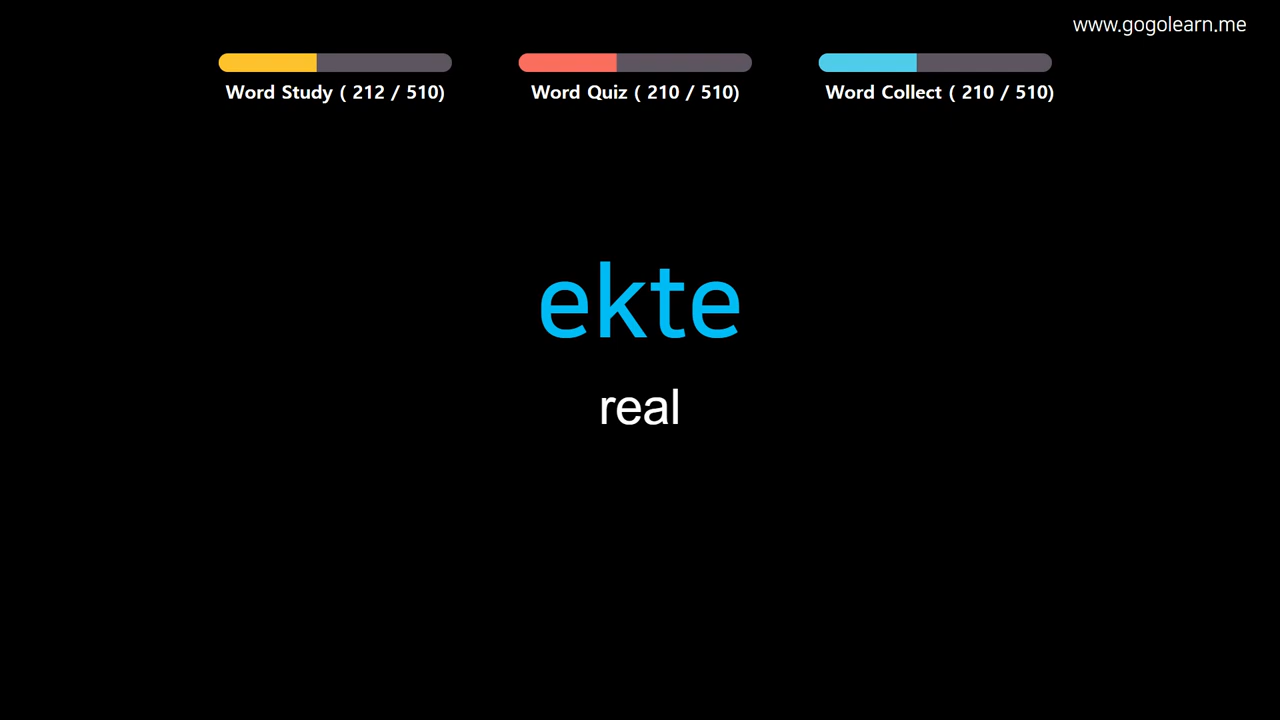 www.gogolearn.me
Word Study ( 212 / 510)
Word Quiz ( 210 / 510)
Word Collect ( 210 / 510)
ekte
real